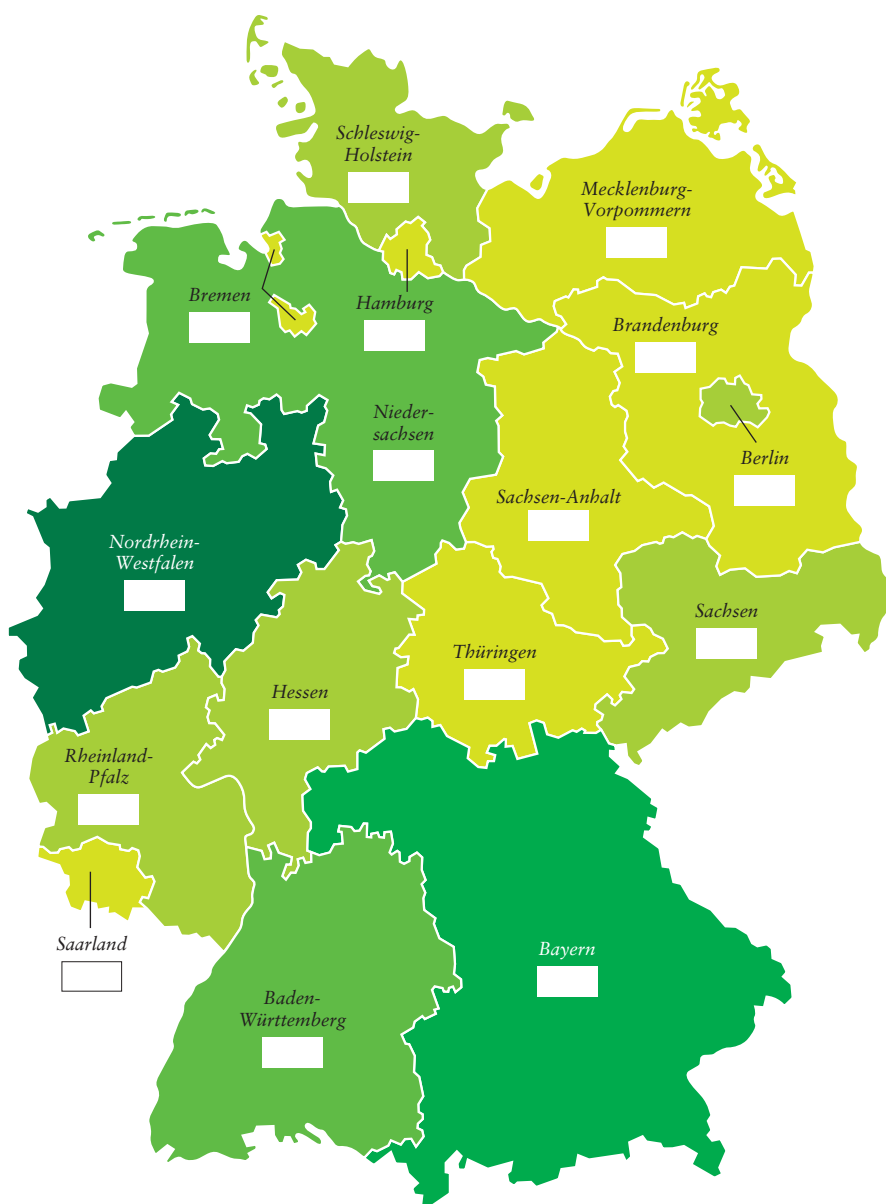 Schleswig-
Holstein
Mecklenburg-
Vorpommern
Bremen
Hamburg
Brandenburg
Nieder-
sachsen
Berlin
Sachsen-Anhalt
Nordrhein-
Westfalen
Sachsen
Thüringen
Hessen
Rheinland-
Pfalz
Saarland
Bayern
Baden-
Württemberg